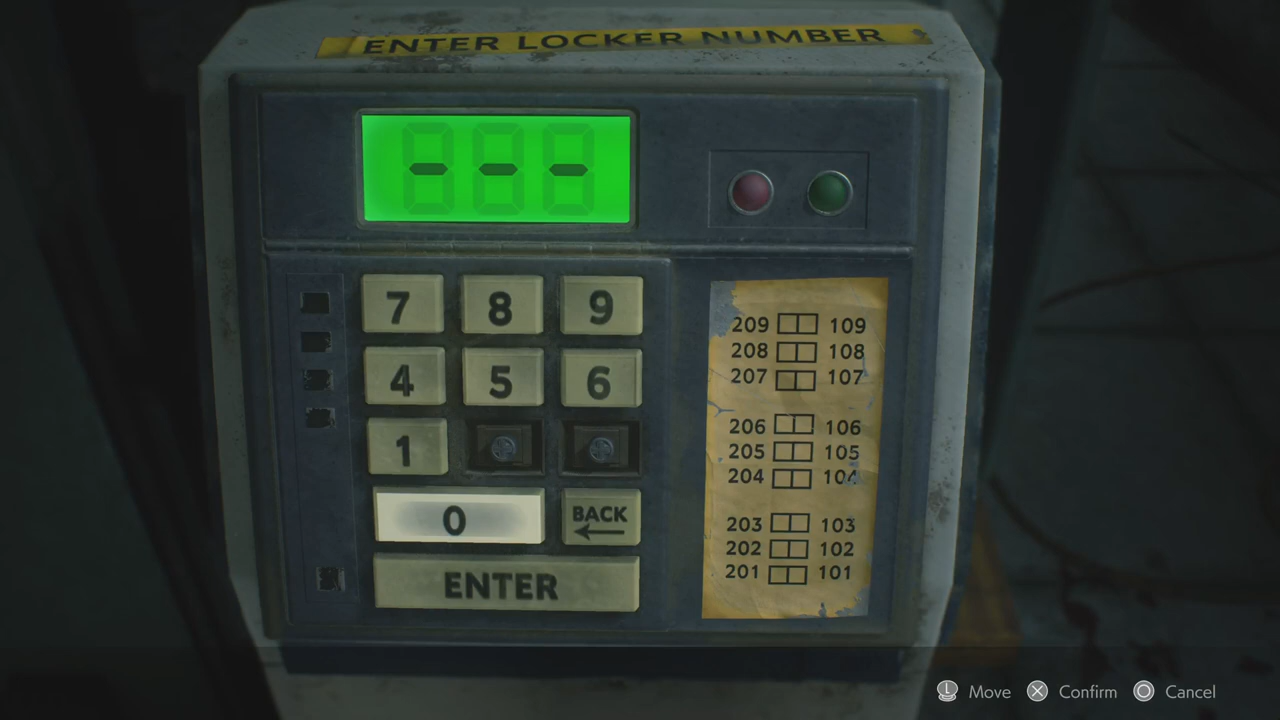 ENTER LOCKER NUMBER
- - -
7 8 9
4 5 6
1
0 BACK
ENTER
209 109
208 108
207 107
206 106
205 105
204 104
203 103
202 102
201 101
L Move Confirm Cancel